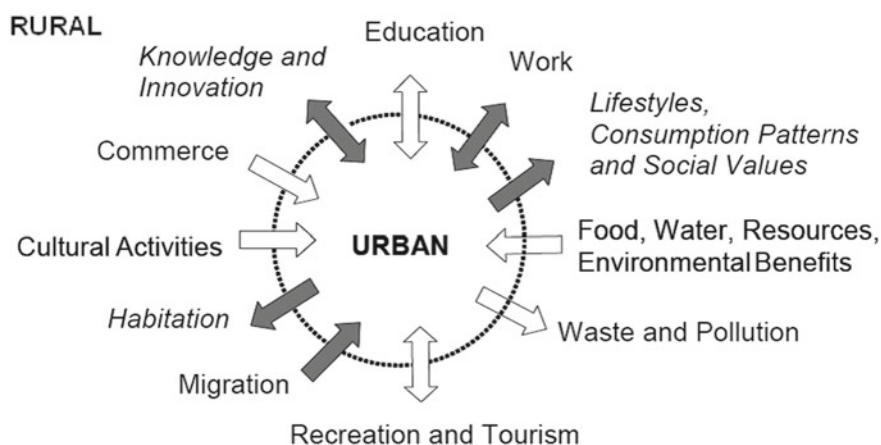 RURAL
Education
Knowledge and
Innovation
Work
Lifestyles,
Consumption Patterns
and Social Values
Commerce
Cultural Activities
URBAN
Food, Water, Resources,
Environmental Benefits
Habitation
Waste and Pollution
Migration
Recreation and Tourism